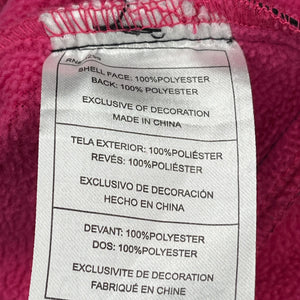 SHELL FACE: 100%POLYESTER
BACK: 100% POLYESTER
EXCLUSIVE OF DECORATION
MADE IN CHINA
TELA EXTERIOR: 100%POLIÉSTER
REVÉS: 100%POLIÉSTER
EXCLUSIVO DE DECORACIÓN
HECHO EN CHINA
DEVANT: 100%POLYESTER
DOS: 100%POLYESTER
EXCLUSIVITE DE DECORATION
FABRIQUÉ EN CHINE